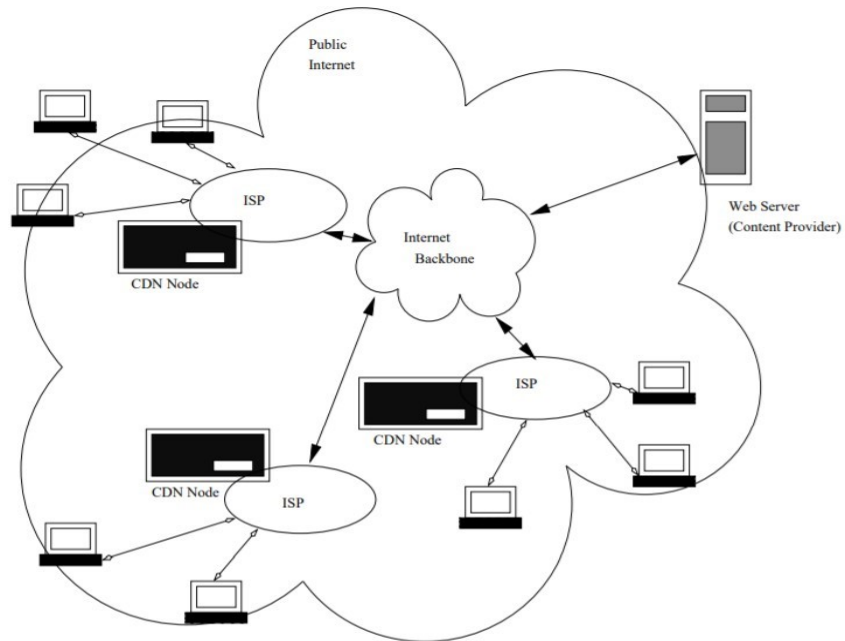 Public
Internet
ISP
CDN Node
Internet
Backbone
Web Server
(Content Provider)
ISP
CDN Node
CDN Node
ISP